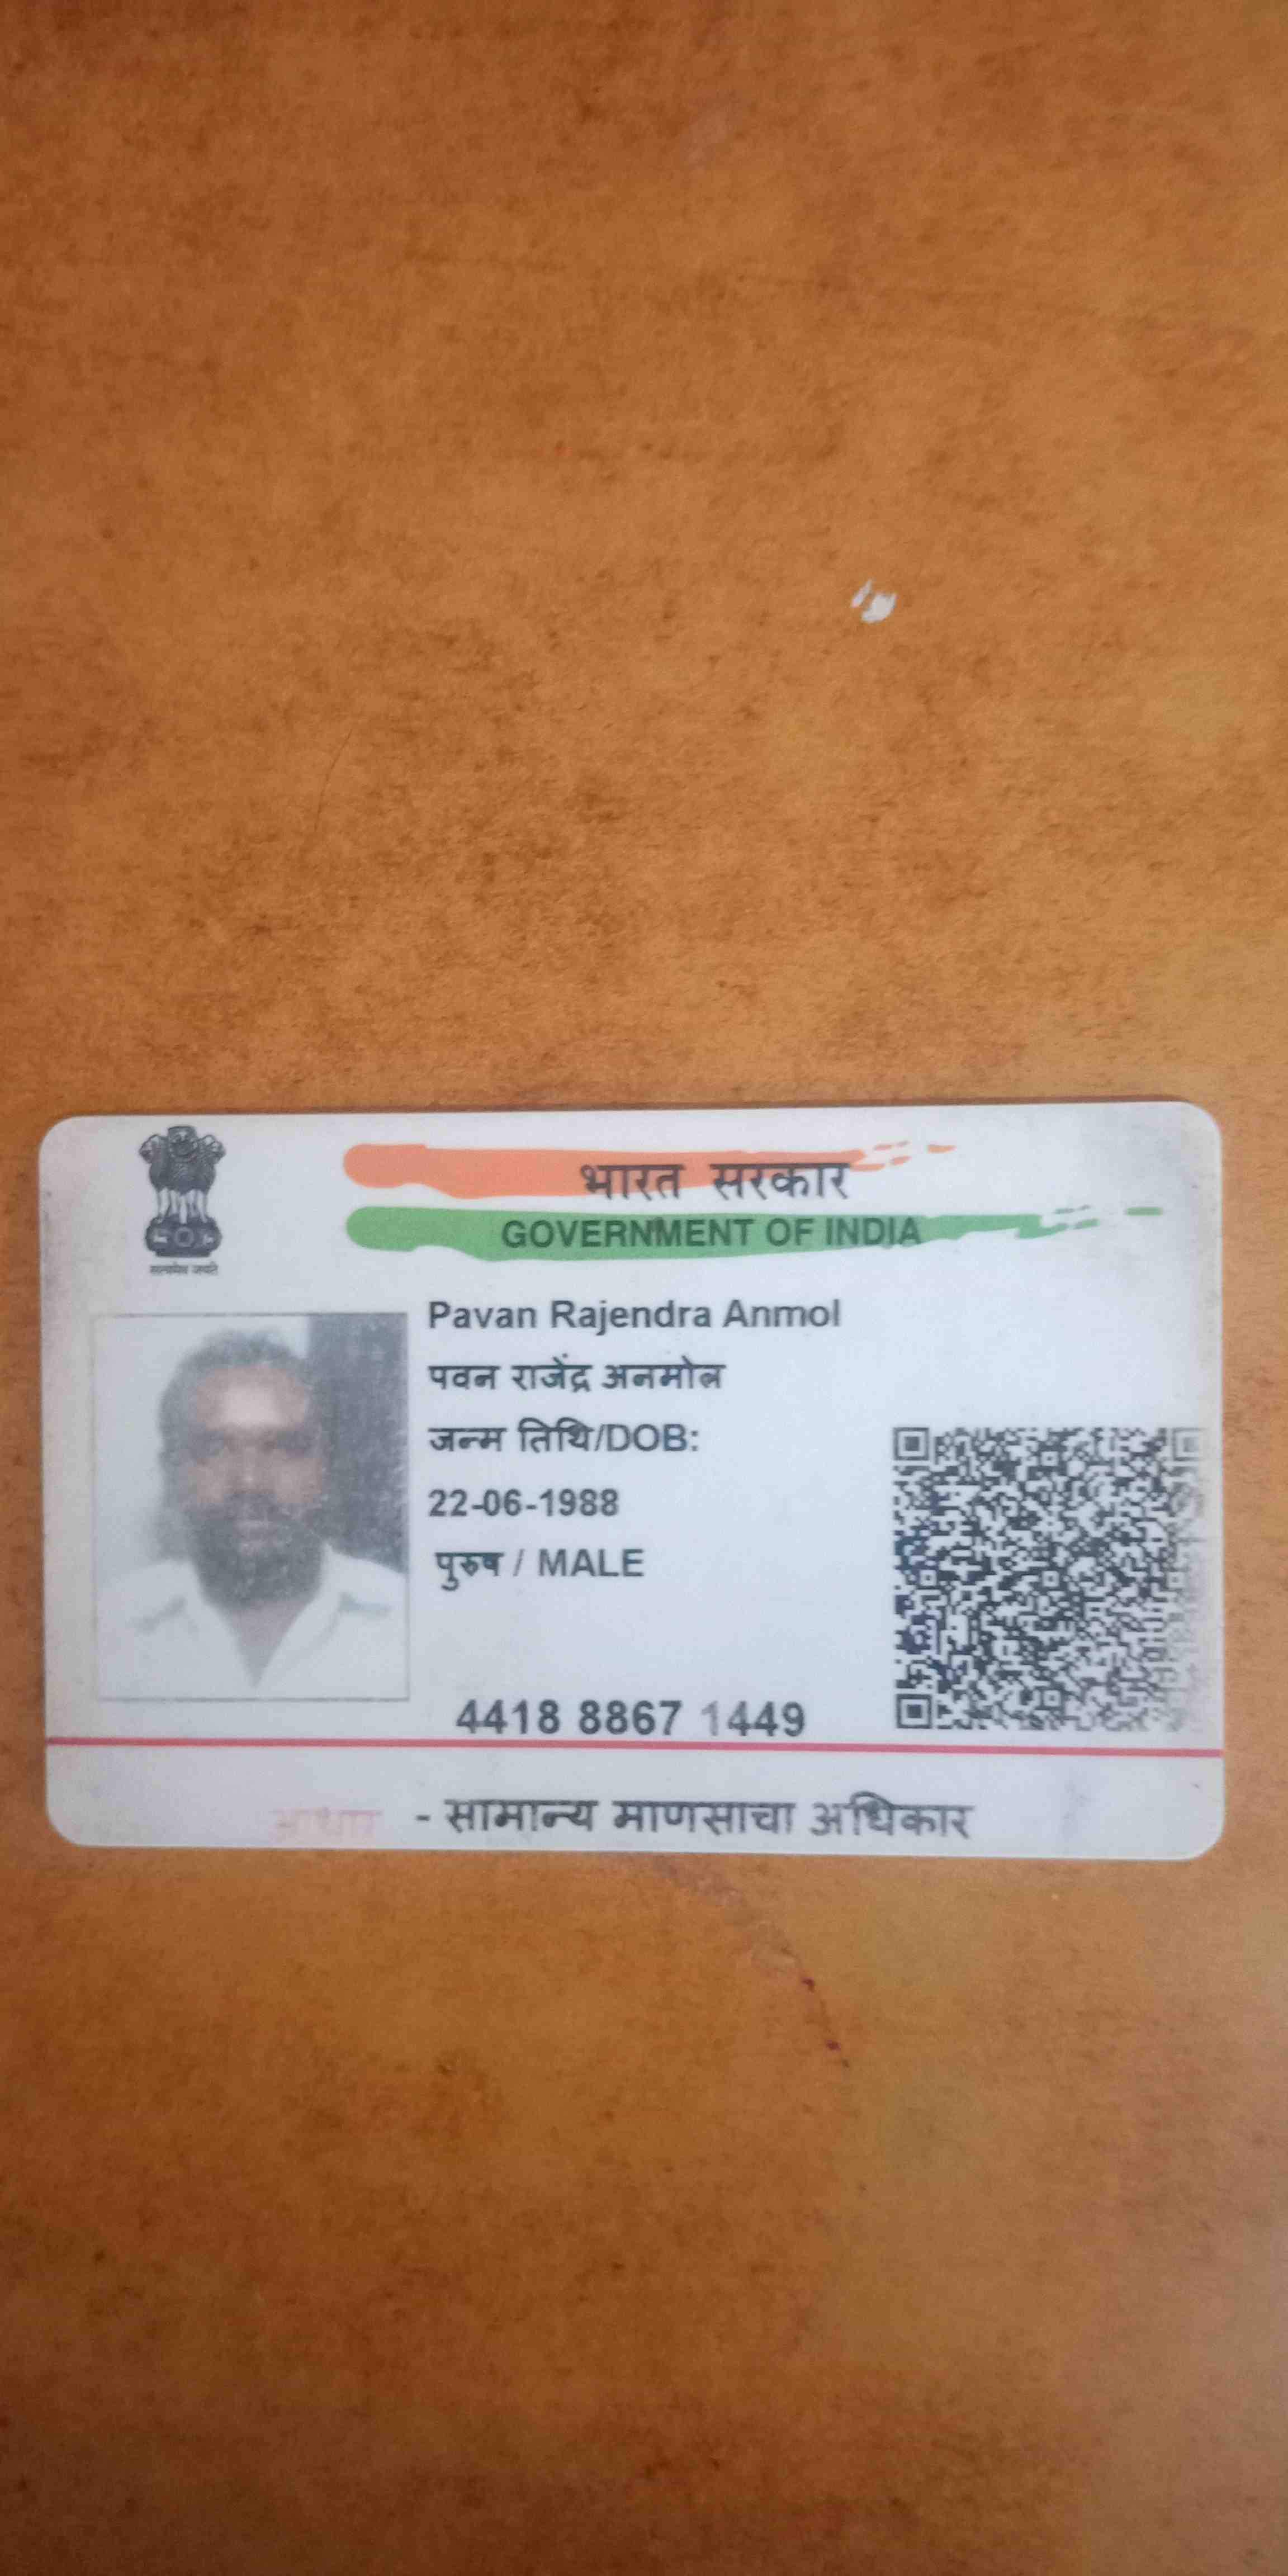 भारत सरकार
GOVERNMENT OF INDIA
सत्यमेव जयते
Pavan Rajendra Anmol
पवन राजेंद्र अनमोल
जन्म तिथि/DOB:
22-06-1988
पुरुष / MALE
4418 8867 1449
आधार - सामान्य माणसाचा अधिकार